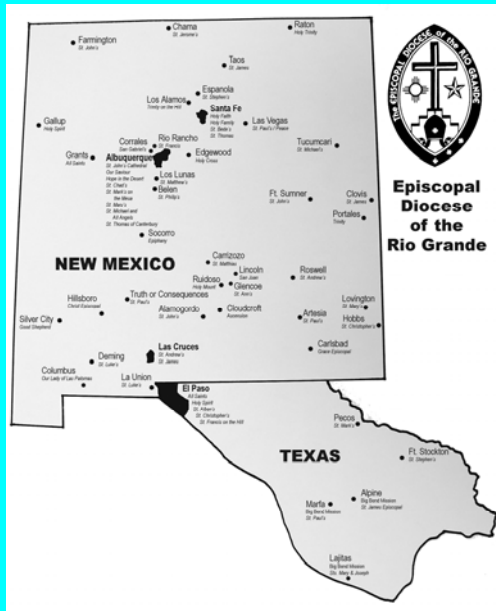 THE EPISCOPAL DIOCESE of the RIO GRANDE
Episcopal
Diocese
of the
Rio Grande
Chama
St. Jerome's
Raton
Holy Trinity
Farmington
St. John's
Taos
St. James
Espanola
St. Stephen's
Los Alamos
Trinity on the Hill
Santa Fe
Holy Faith
Holy Family
St. Bede's
St. Thomas
Las Vegas
St. Paul's / Peace
Gallup
Holy Spirit
Tucumcari
St. Michael's
Corrales
San Gabriel's
Rio Rancho
St. Francis
Grants
All Saints
Albuquerque
St. John's Cathedral
Our Saviour
Hope in the Desert
St. Chad's
St. Mark's on
the Mesa
St. Mary's
St. Michael and
All Angels
St. Thomas of Canterbury
Edgewood
Holy Cross
Los Lunas
St. Matthew's
Belen
St. Philip's
Ft. Sumner
St. John's
Clovis
St. James
Portales
Trinity
Socorro
Epiphany
NEW MEXICO
Carrizozo
St. Matthias
Lincoln
San Juan
Ruidoso
Holy Mount
Glencoe
St. Ann's
Roswell
St. Andrew's
Truth or Consequences
St. Paul's
Hillsboro
Christ Episcopal
Cloudcroft
Ascension
Alamogordo
St. John's
Artesia
St. Paul's
Lovington
St. Mary's
Hobbs
St. Christopher's
Silver City
Good Shepherd
Carlsbad
Grace Episcopal
Las Cruces
St. Andrew's
St. James
Deming
St. Luke's
Columbus
Our Lady of Las Palomas
La Union
St. Luke's
El Paso
All Saints
Holy Spirit
St. Alban's
St. Christopher's
St. Francis on the Hill
Pecos
St. Mark's
TEXAS
Ft. Stockton
St. Stephen's
Alpine
Big Bend Mission
St. James Episcopal
Marfa
Big Bend Mission
St. Paul's
Lajitas
Big Bend Mission
Sts. Mary & Joseph